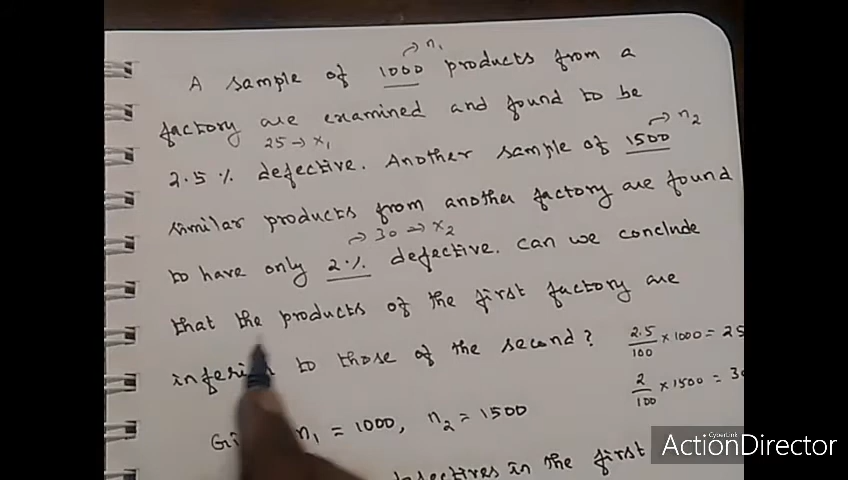 → n₁
A sample of 1000 products from a
factory are examined and found to be
25 → x₁
→ n₂
2.5 % defective. Another sample of 1500
similar products from another factory are found
→ 30 → x₂
to have only 2 % defective. can we conclude
that the products of the first factory are
to those of the second?
2.5/100 × 1000 = 25
2/100 × 1500 = 30
n₁ = 1000, n₂ = 1500
in the first
CyberLink
ActionDirector